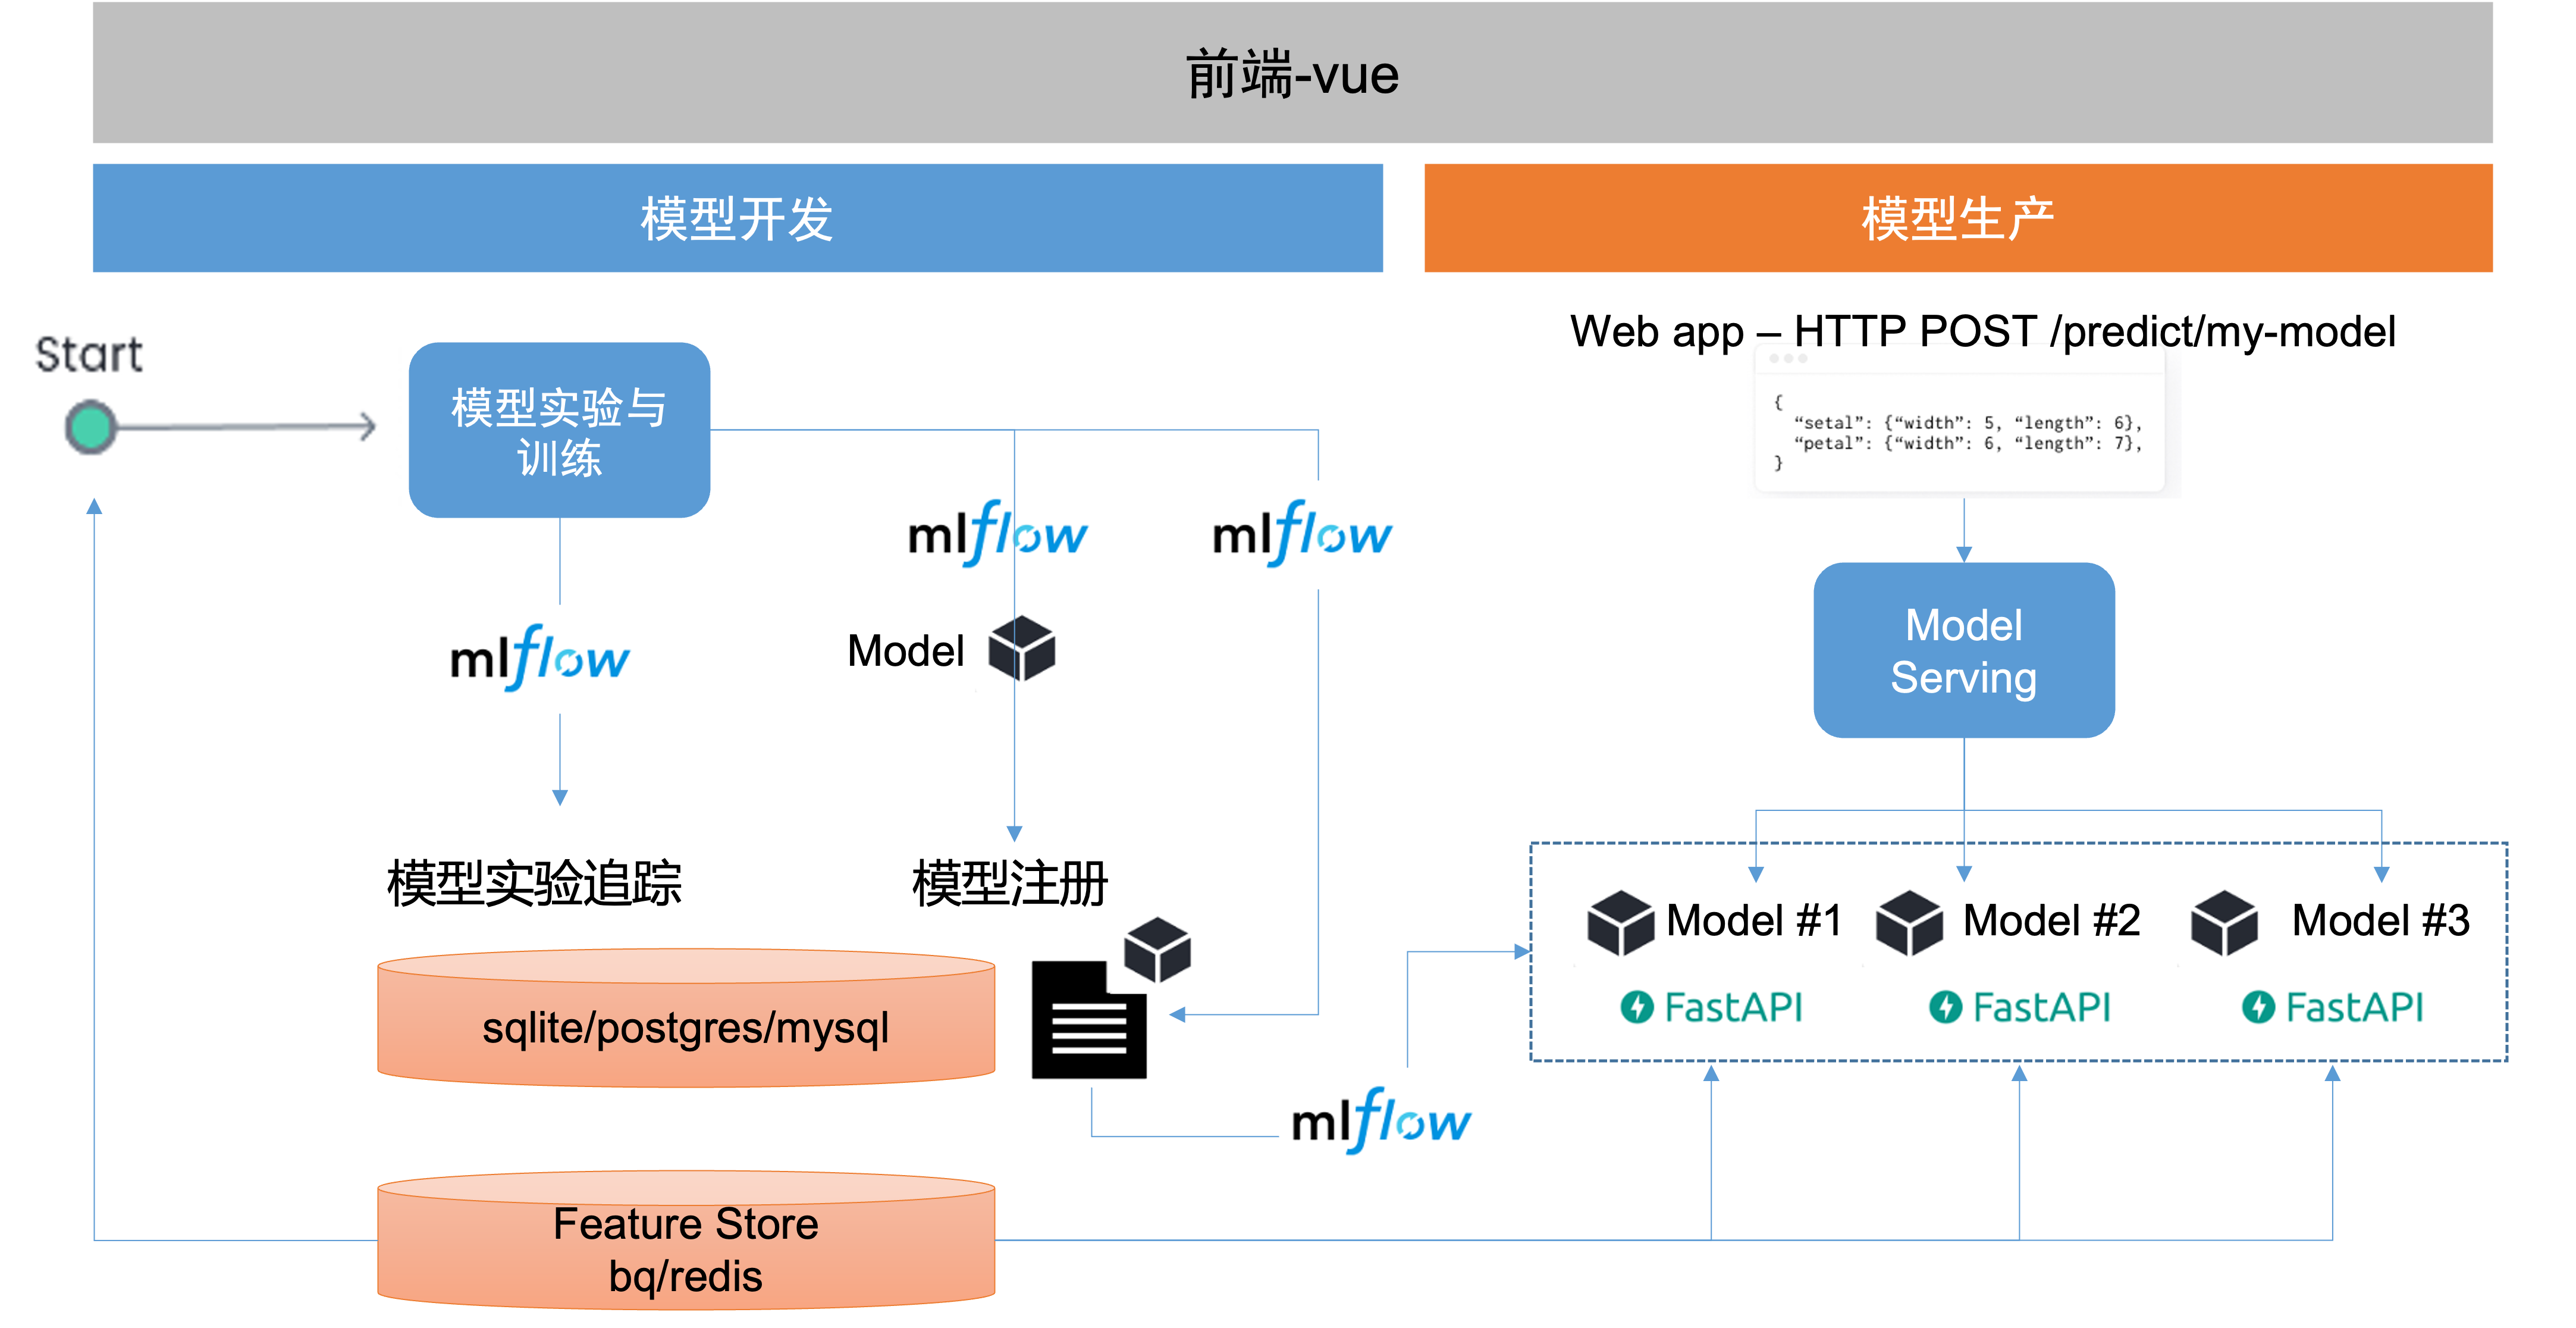 前端-vue
模型开发
模型生产
Start
模型实验与
训练
mlflow
mlflow
mlflow
Model
模型实验追踪
模型注册
sqlite/postgres/mysql
mlflow
Feature Store
bq/redis
Web app – HTTP POST /predict/my-model
{
“setal”: {“width”: 5, “length”: 6},
“petal”: {“width”: 6, “length”: 7},
}
Model
Serving
Model #1
Model #2
Model #3
FastAPI
FastAPI
FastAPI